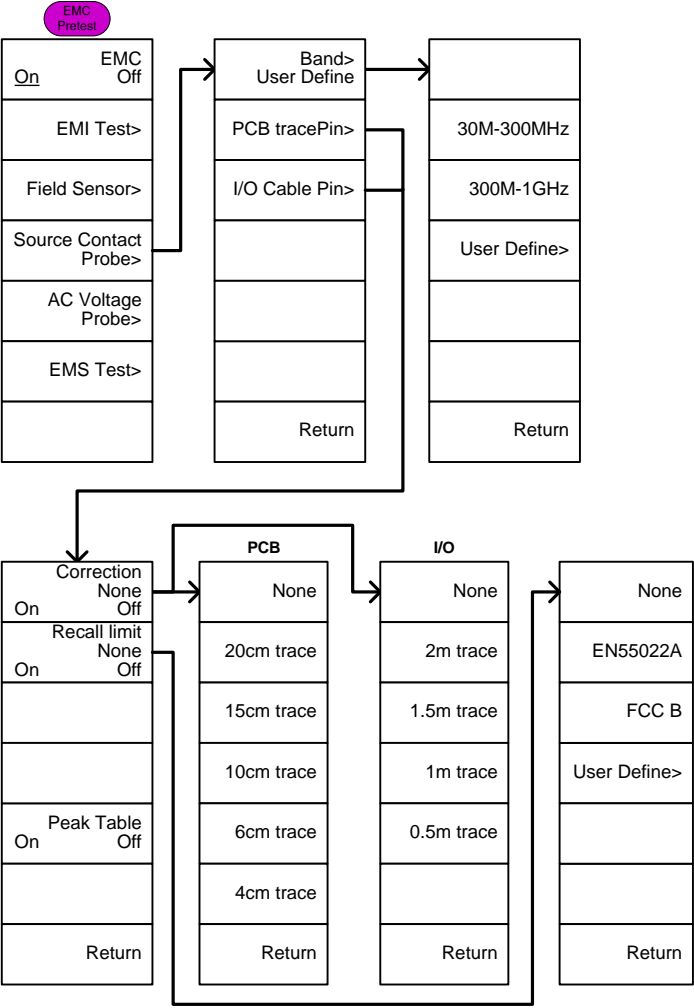 EMC
Pretest
EMC
On Off
EMI Test>
Field Sensor>
Source Contact
Probe>
AC Voltage
Probe>
EMS Test>
Band>
User Define
PCB tracePin>
I/O Cable Pin>
Return
30M-300MHz
300M-1GHz
User Define>
Return
Correction
None
On Off
Recall limit
None
On Off
Peak Table
On Off
Return
PCB
None
20cm trace
15cm trace
10cm trace
6cm trace
4cm trace
Return
I/O
None
2m trace
1.5m trace
1m trace
0.5m trace
Return
None
EN55022A
FCC B
User Define>
Return